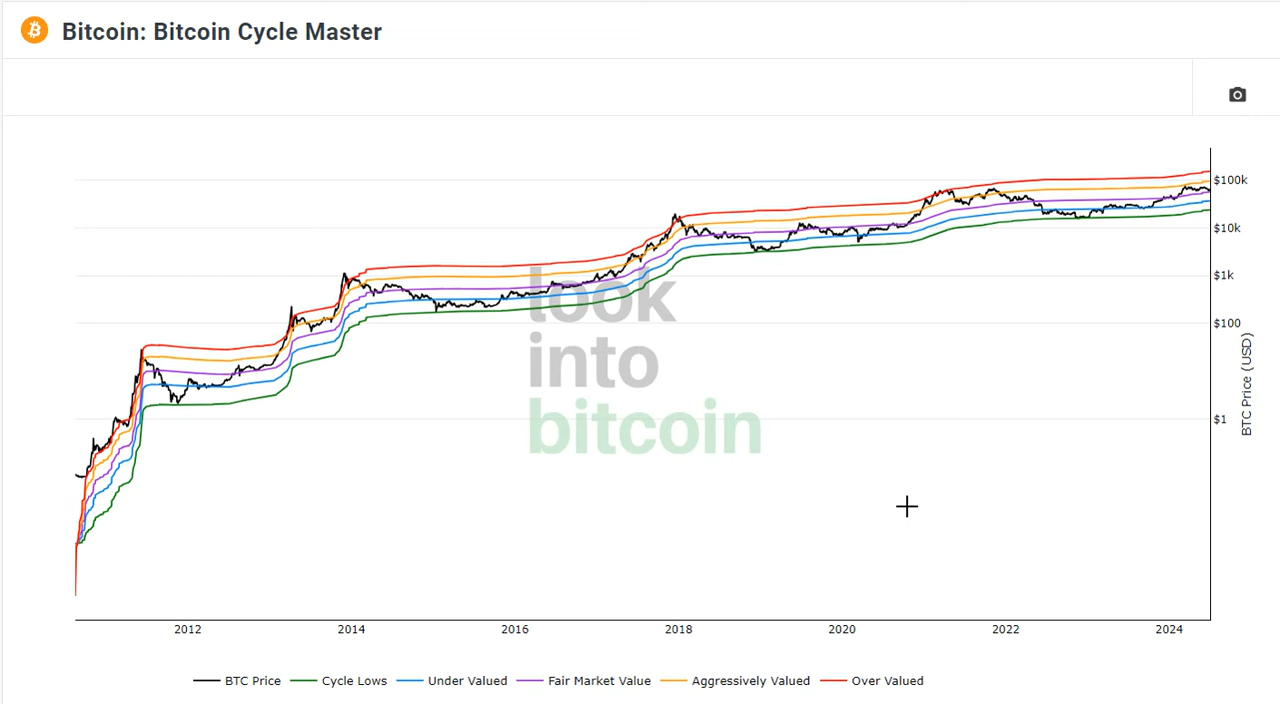 Bitcoin: Bitcoin Cycle Master
$100k
$10k
$1k
$100
$1
BTC Price (USD)
look
into
bitcoin
2012 2014 2016 2018 2020 2022 2024
BTC Price Cycle Lows Under Valued Fair Market Value Aggressively Valued Over Valued